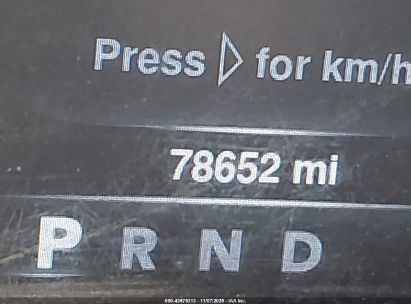 Press ▷ for km/h
78652 mi
P R N D